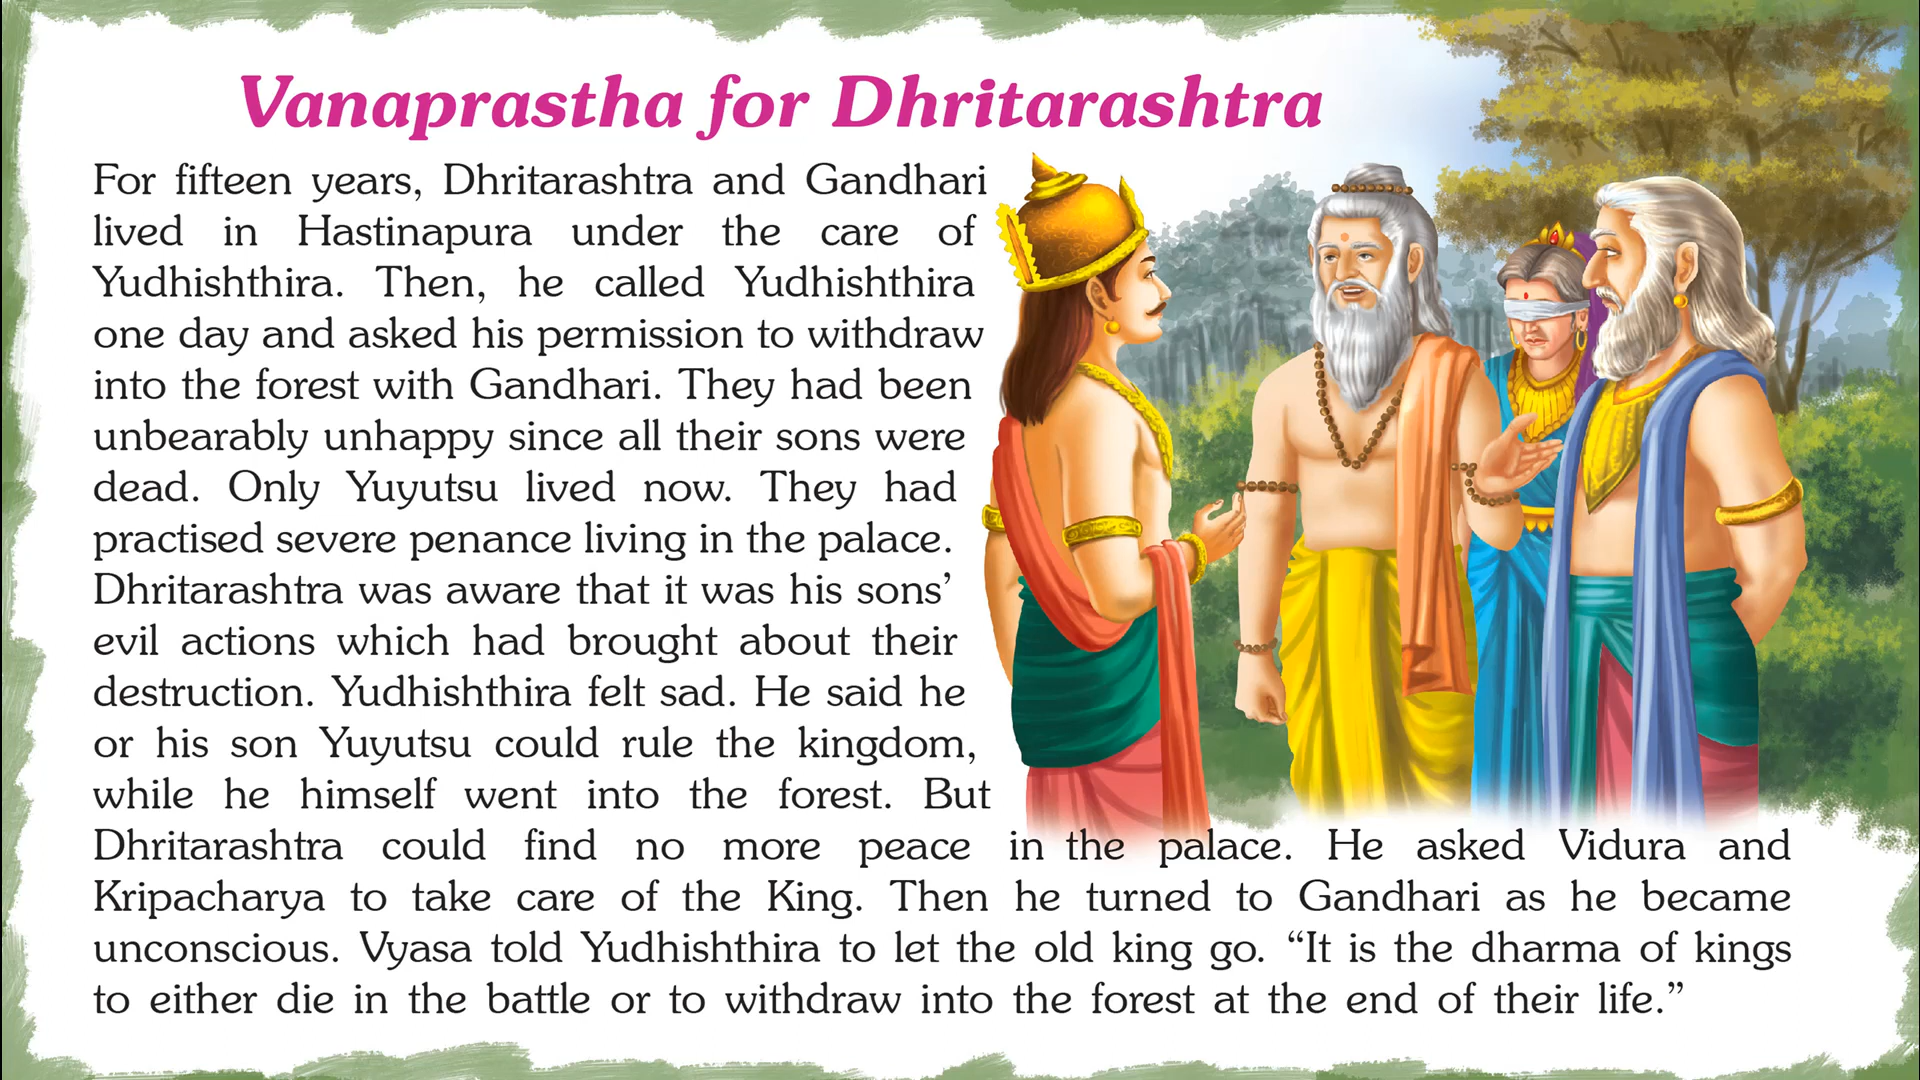 Vanaprastha for Dhritarashtra
For fifteen years, Dhritarashtra and Gandhari
lived in Hastinapura under the care of
Yudhishthira. Then, he called Yudhishthira
one day and asked his permission to withdraw
into the forest with Gandhari. They had been
unbearably unhappy since all their sons were
dead. Only Yuyutsu lived now. They had
practised severe penance living in the palace.
Dhritarashtra was aware that it was his sons’
evil actions which had brought about their
destruction. Yudhishthira felt sad. He said he
or his son Yuyutsu could rule the kingdom,
while he himself went into the forest. But
Dhritarashtra could find no more peace in the palace. He asked Vidura and
Kripacharya to take care of the King. Then he turned to Gandhari as he became
unconscious. Vyasa told Yudhishthira to let the old king go. “It is the dharma of kings
to either die in the battle or to withdraw into the forest at the end of their life.”